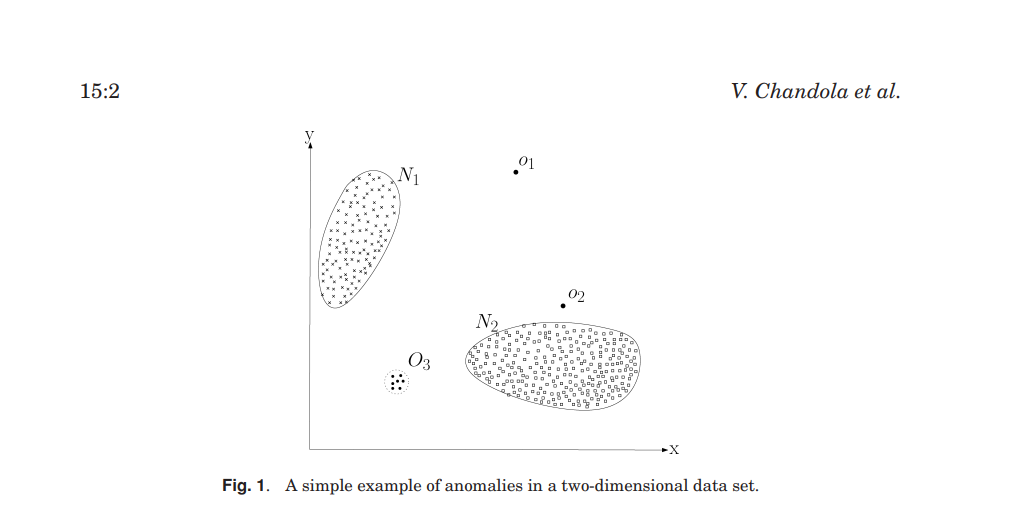 15:2 V. Chandola et al.
y
N1
o1
o2
N2
O3
x
Fig. 1. A simple example of anomalies in a two-dimensional data set.